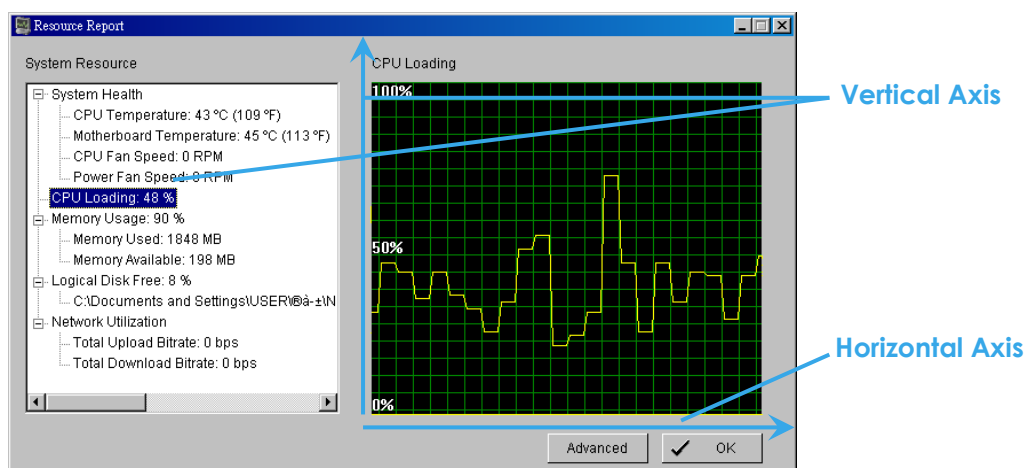 Resource Report
System Resource
System Health
CPU Temperature: 43 ℃ (109 ℉)
Motherboard Temperature: 45 ℃ (113 ℉)
CPU Fan Speed: 0 RPM
Power Fan Speed: 0 RPM
CPU Loading: 48 %
Memory Usage: 90 %
Memory Used: 1848 MB
Memory Available: 198 MB
Logical Disk Free: 8 %
C:\Documents and Settings\USER\®à-±\N
Network Utilization
Total Upload Bitrate: 0 bps
Total Download Bitrate: 0 bps
CPU Loading
100%
50%
0%
Vertical Axis
Horizontal Axis
Advanced
OK